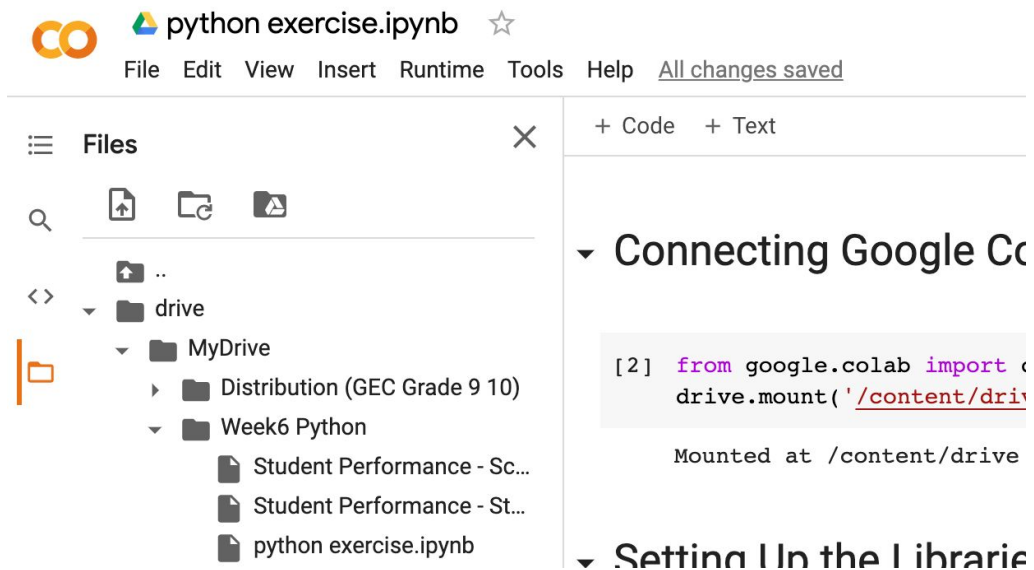 python exercise.ipynb
File Edit View Insert Runtime Tools Help All changes saved
Files
+ Code + Text
..
drive
MyDrive
Distribution (GEC Grade 9 10)
Week6 Python
Student Performance - Sc...
Student Performance - St...
python exercise.ipynb
Connecting Google Co
[2] from google.colab import
drive.mount('/content/driv
Mounted at /content/drive
Setting Up the Librarie